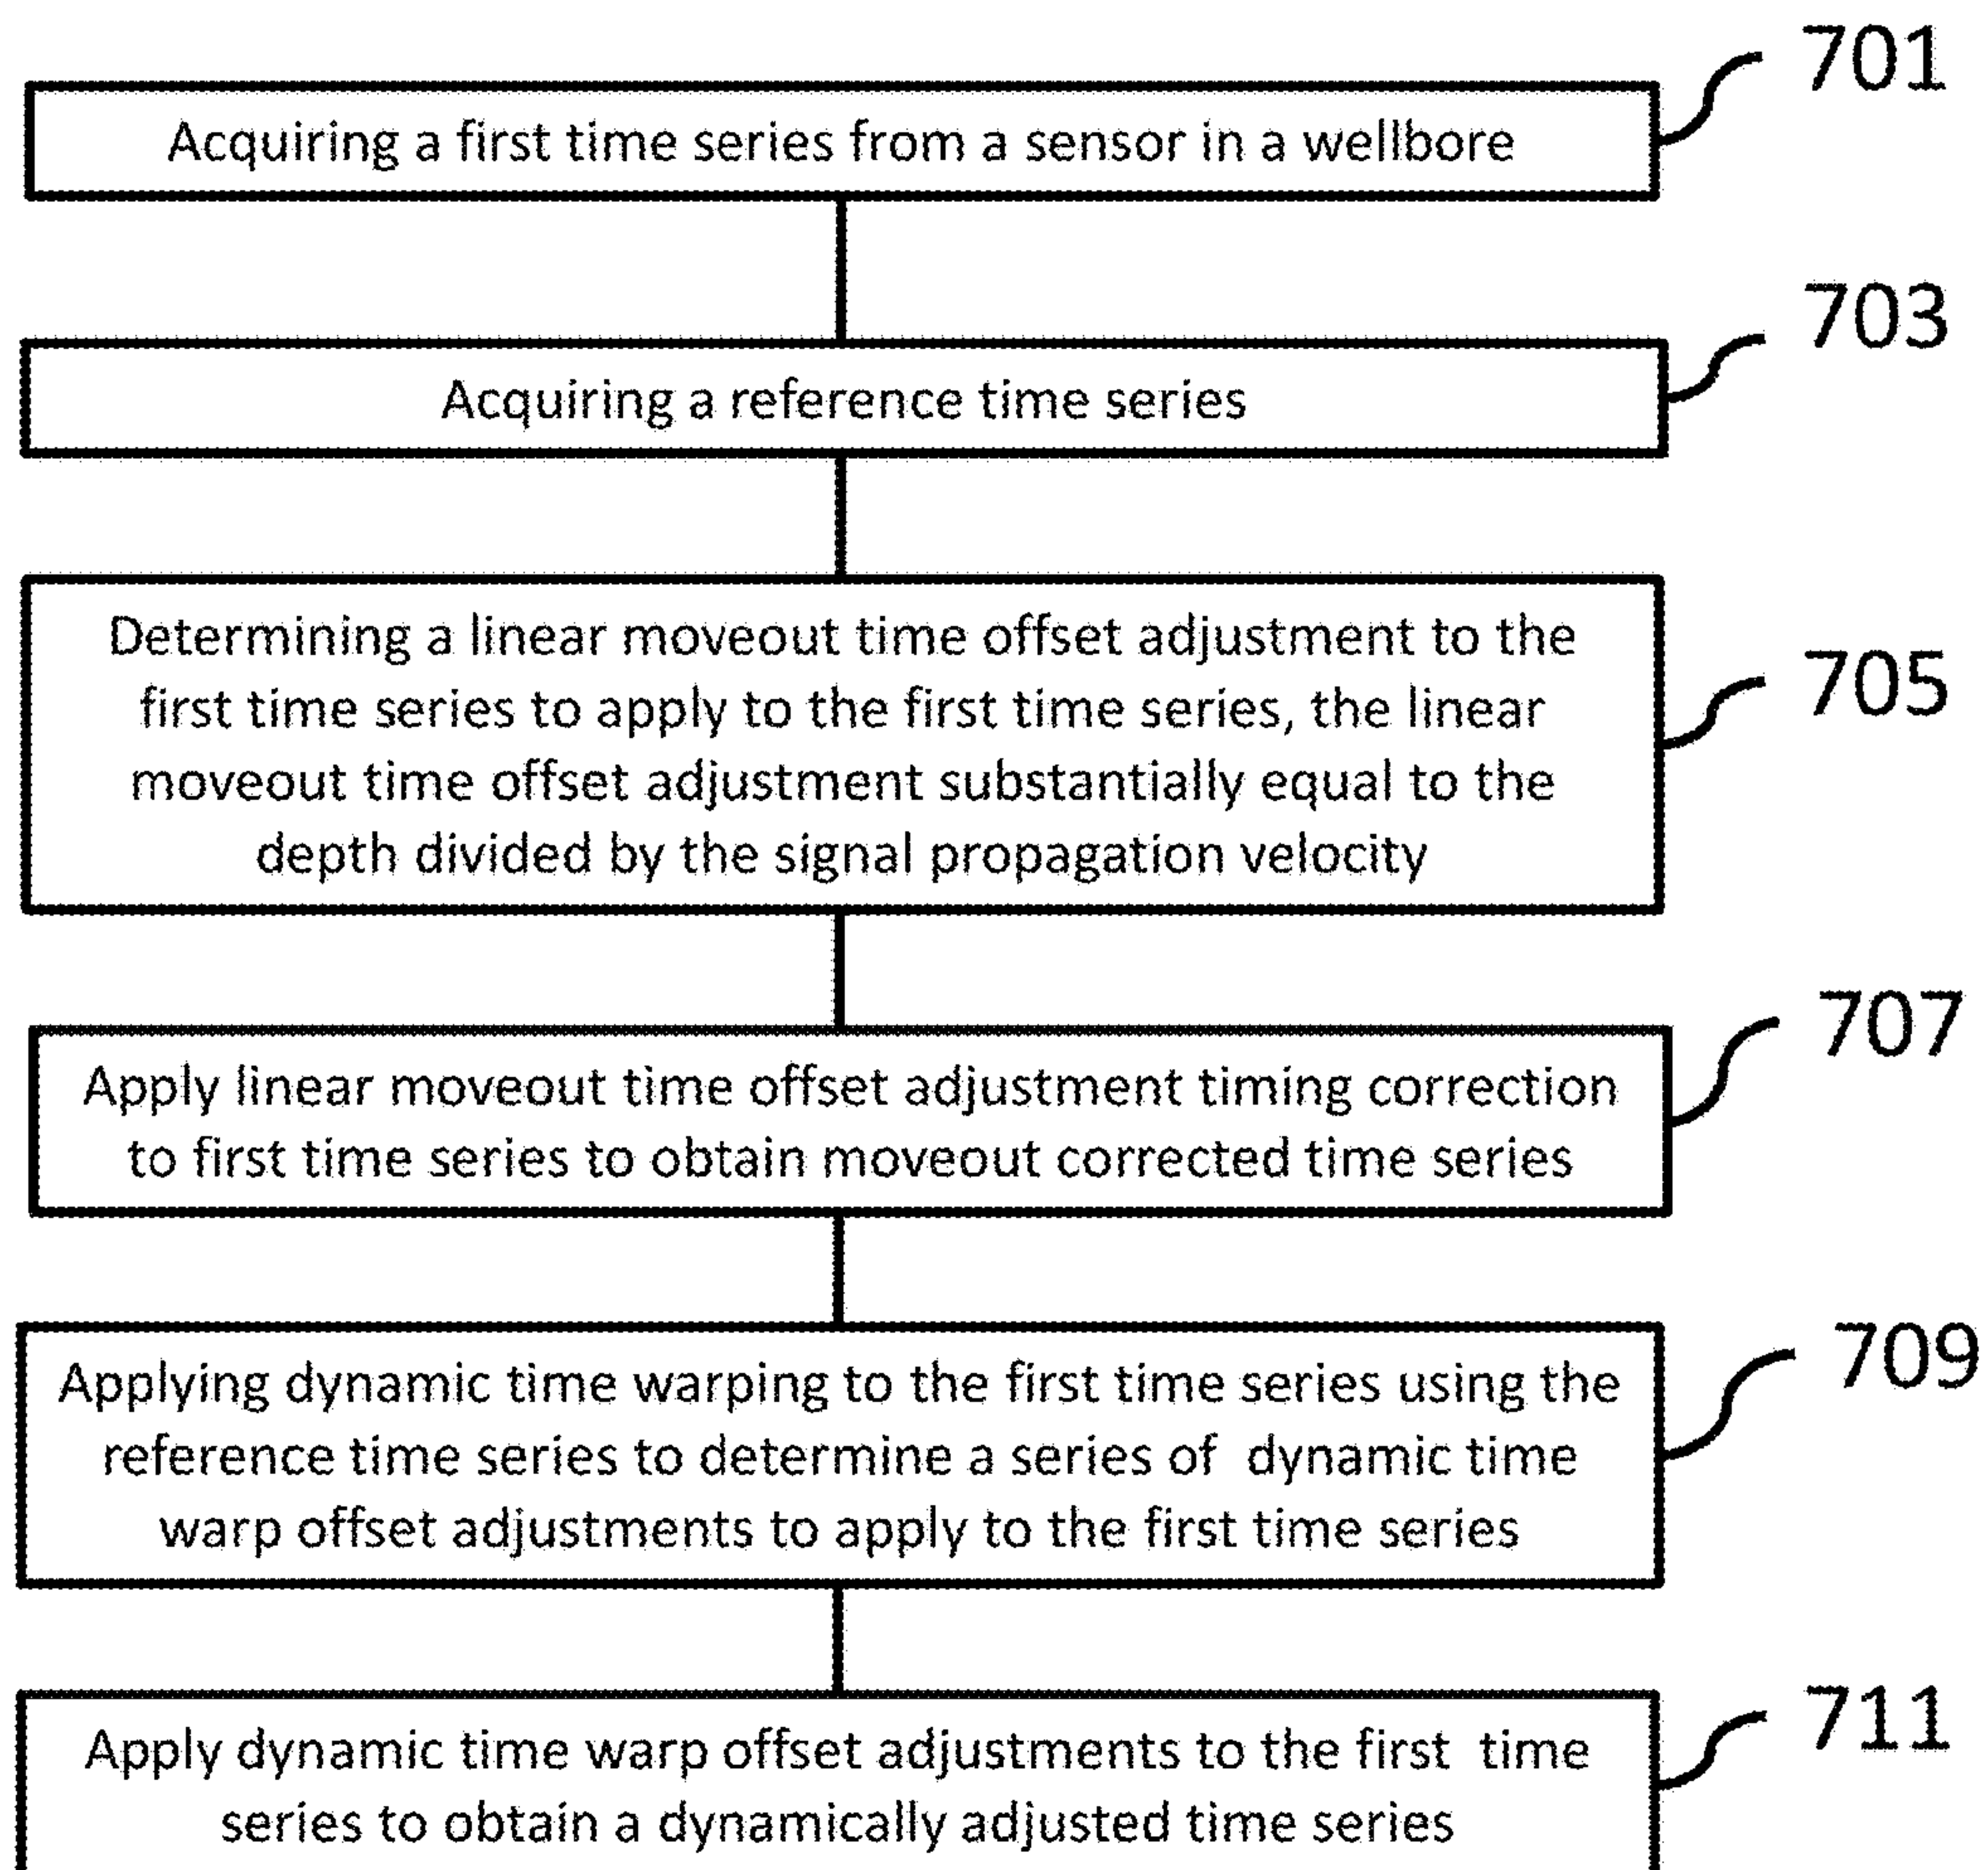 701
Acquiring a first time series from a sensor in a wellbore
703
Acquiring a reference time series
Determining a linear moveout time offset adjustment to the
first time series to apply to the first time series, the linear
705
moveout time offset adjustment substantially equal to the
depth divided by the signal propagation velocity
707
Apply linear moveout time offset adjustment timing correction
to first time series to obtain moveout corrected time series
709
Applying dynamic time warping to the first time series using the
reference time series to determine a series of dynamic time
warp offset adjustments to apply to the first time series
711
Apply dynamic time warp offset adjustments to the first time
series to obtain a dynamically adjusted time series